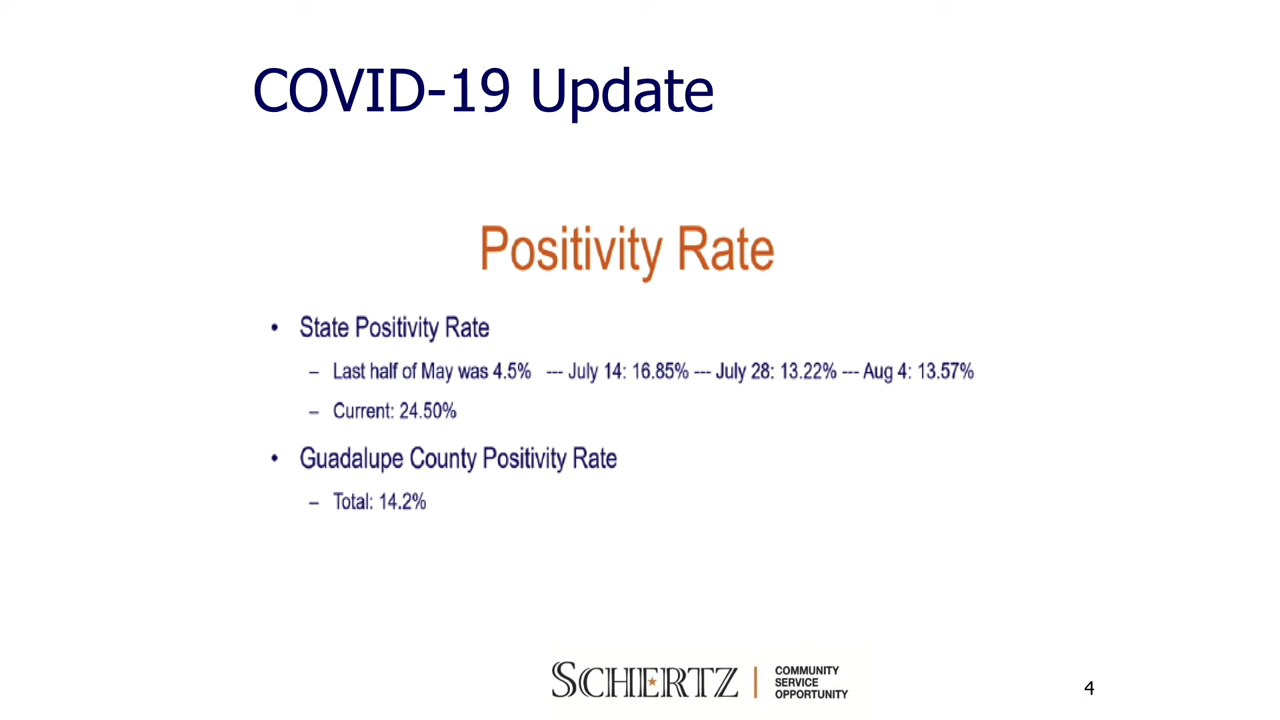 COVID-19 Update
Positivity Rate
• State Positivity Rate
– Last half of May was 4.5% --- July 14: 16.85% --- July 28: 13.22% --- Aug 4: 13.57%
– Current: 24.50%
• Guadalupe County Positivity Rate
– Total: 14.2%
SCHERTZ
COMMUNITY
SERVICE
OPPORTUNITY
4